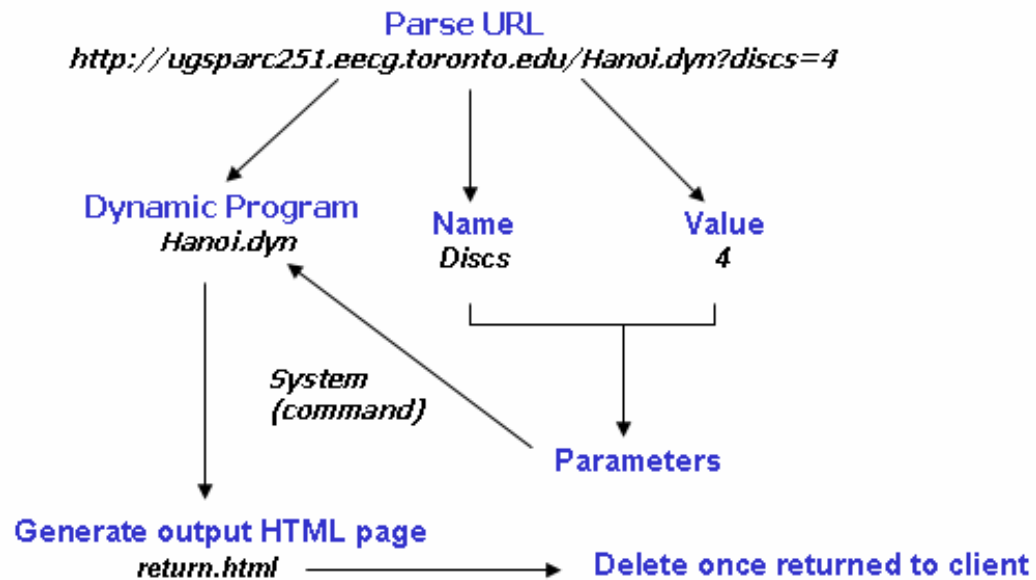 Parse URL
http://ugsparc251.eecg.toronto.edu/Hanoi.dyn?discs=4
Dynamic Program
Hanoi.dyn
Name
Discs
Value
4
System
(command)
Parameters
Generate output HTML page
return.html
Delete once returned to client